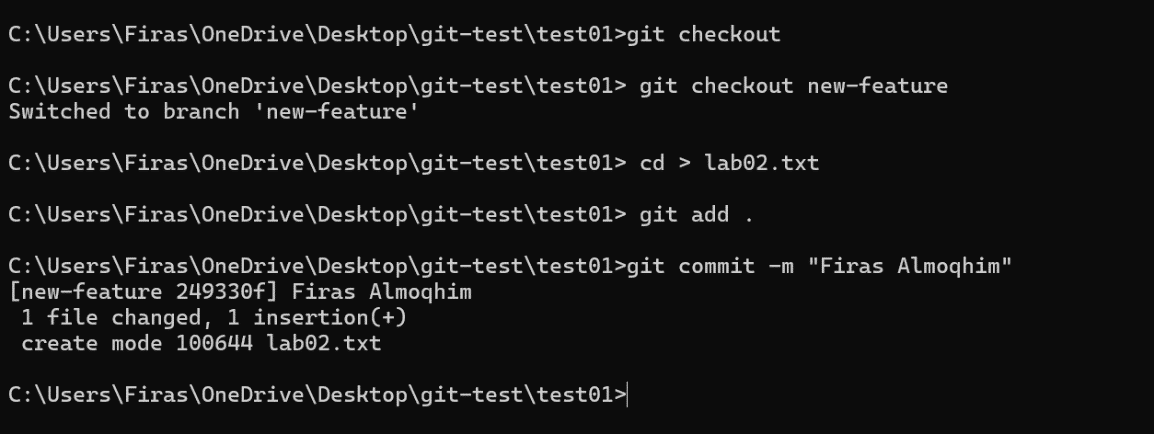 C:\Users\Firas\OneDrive\Desktop\git-test\test01>git checkout
C:\Users\Firas\OneDrive\Desktop\git-test\test01> git checkout new-feature
Switched to branch 'new-feature'
C:\Users\Firas\OneDrive\Desktop\git-test\test01> cd > lab02.txt
C:\Users\Firas\OneDrive\Desktop\git-test\test01> git add .
C:\Users\Firas\OneDrive\Desktop\git-test\test01>git commit -m "Firas Almoqhim"
[new-feature 249330f] Firas Almoqhim
 1 file changed, 1 insertion(+)
 create mode 100644 lab02.txt
C:\Users\Firas\OneDrive\Desktop\git-test\test01>